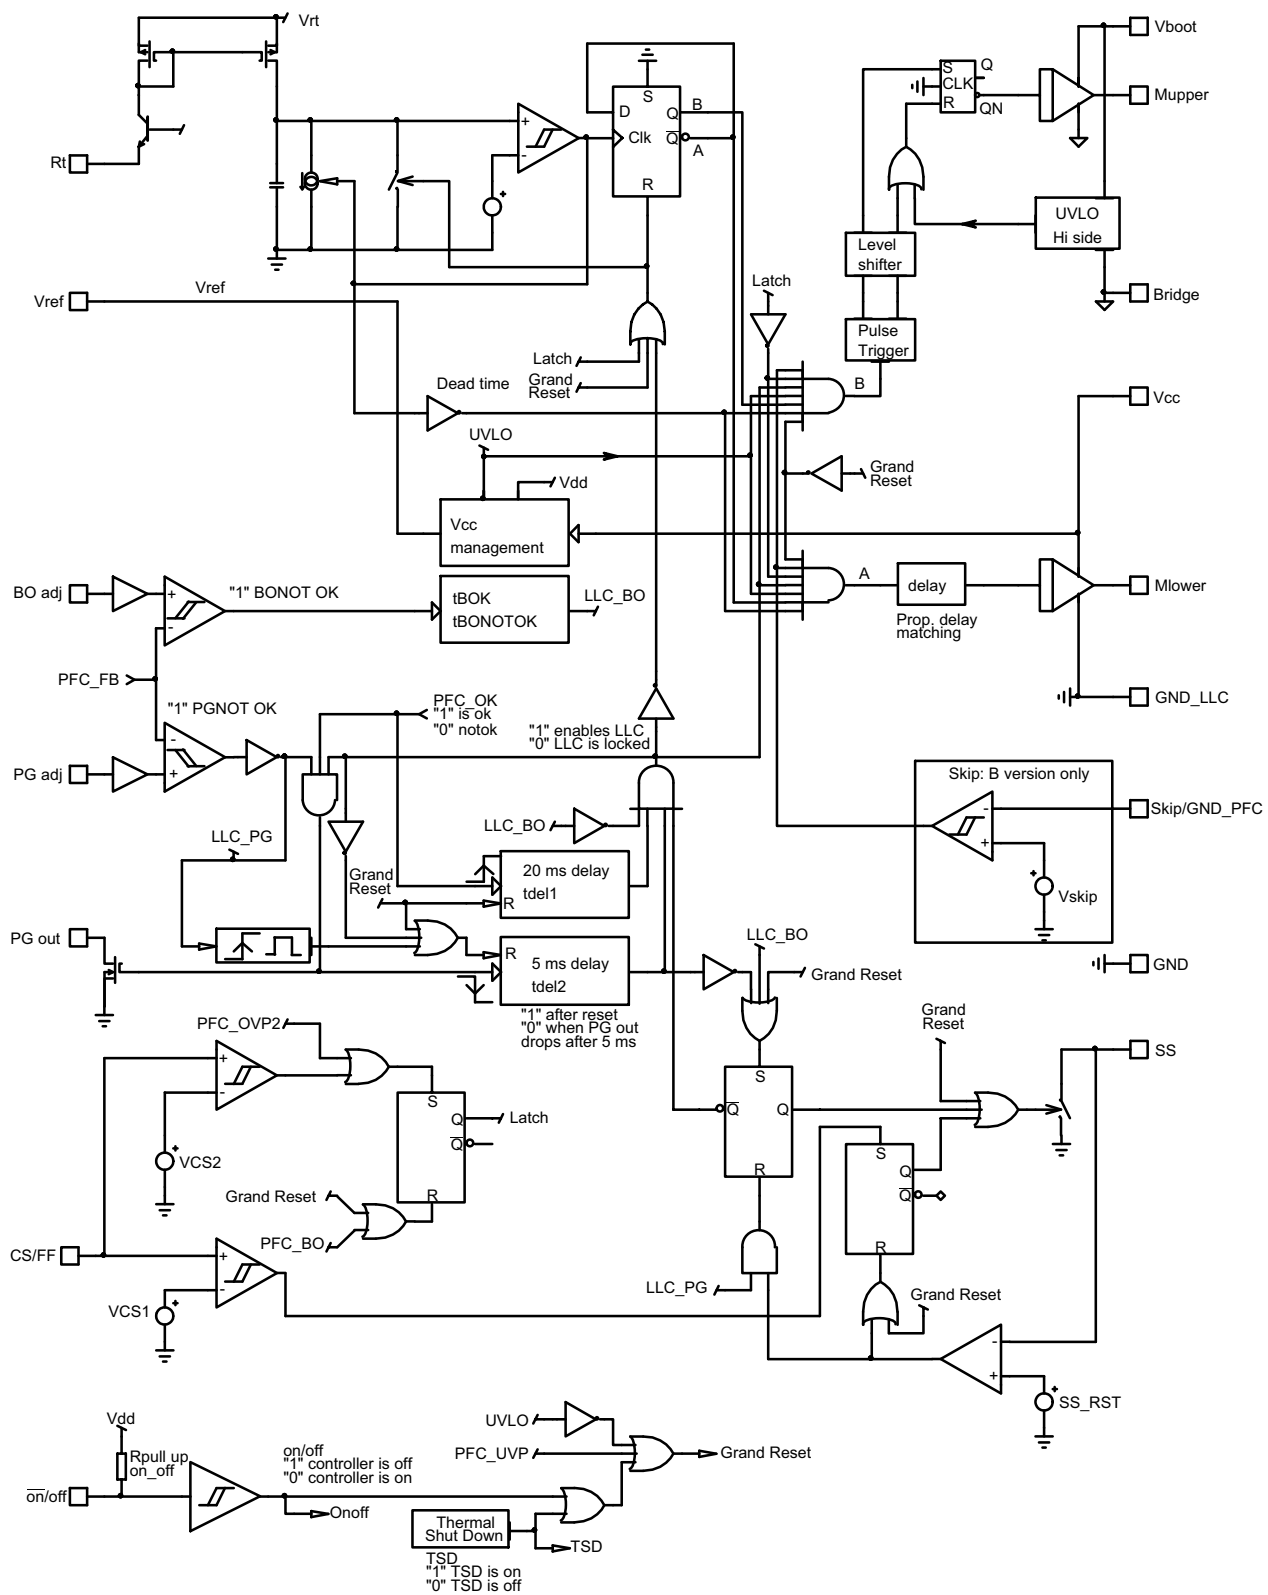 Vrt
Vboot
S
Q
CLK
R
QN
Mupper
+
-
S
D
Q
B
Clk
Q
A
R
Rt
+
UVLO
Hi side
Level
shifter
Vref
Vref
Latch
Bridge
Pulse
Trigger
Latch
Grand
Reset
Dead time
B
Vcc
UVLO
Grand
Reset
Vdd
Vcc
management
A
BO adj
+
-
"1" BONOT OK
tBOK
tBONOTOK
LLC_BO
delay
Prop. delay
matching
Mlower
PFC_FB
"1" PGNOT OK
PFC_OK
"1" is ok
"0" notok
"1" enables LLC
"0" LLC is locked
GND_LLC
-
+
PG adj
Skip: B version only
-
+
Skip/GND_PFC
LLC_PG
LLC_BO
20 ms delay
tdel1
R
Grand
Reset
+
Vskip
PG out
R
5 ms delay
tdel2
LLC_BO
Grand Reset
GND
"1" after reset
"0" when PG out
drops after 5 ms
PFC_OVP2
Grand
Reset
SS
+
-
S
Q
Latch
Q
R
S
Q
Q
R
+
VCS2
S
Q
Q
R
Grand Reset
PFC_BO
CS/FF
+
-
LLC_PG
Grand Reset
VCS1
+
-
+
+
SS_RST
UVLO
PFC_UVP
Grand Reset
Vdd
Rpull up
on_off
on/off
"1" controller is off
"0" controller is on
on/off
Onoff
Thermal
Shut Down
TSD
TSD
"1" TSD is on
"0" TSD is off